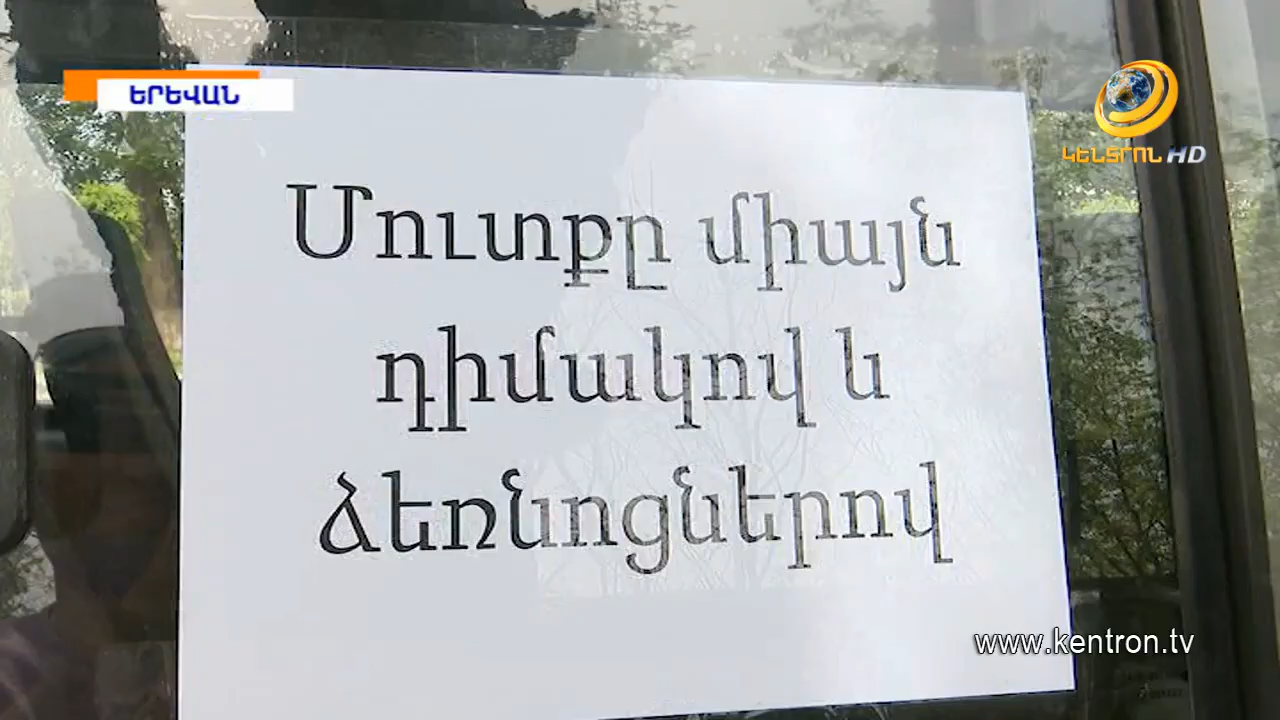 ԵՐԵՎԱՆ
ԿԵՆՏՐՈՆ HD
Մուտքը միայն
դիմակով և
ձեռնոցներով
www.kentron.tv